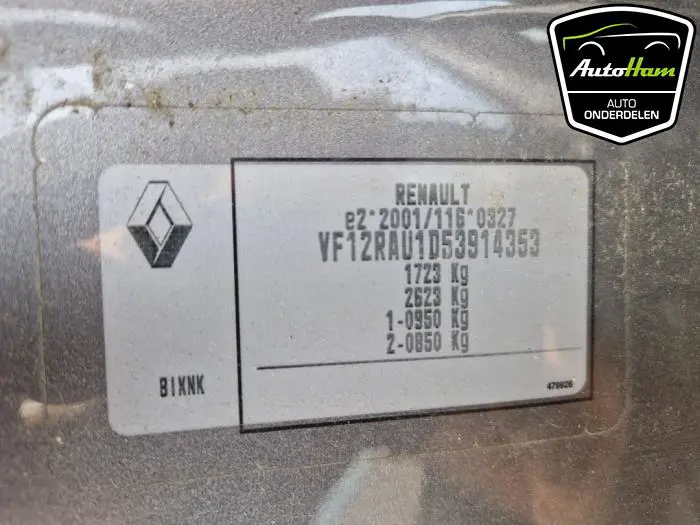 AutoHam
AUTO
ONDERDELEN
RENAULT
e2*2001/116*0327
VF12RAU1D53914353
1723 Kg
2623 Kg
1-0950 Kg
2-0850 Kg
BIKNK
479926